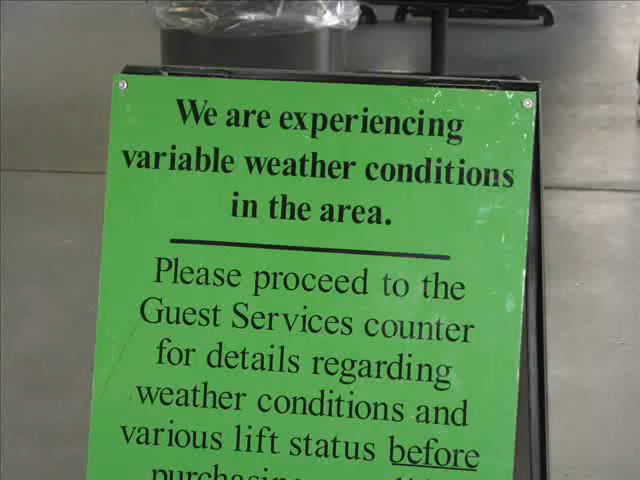 We are experiencing
variable weather conditions
in the area.
Please proceed to the
Guest Services counter
for details regarding
weather conditions and
various lift status before